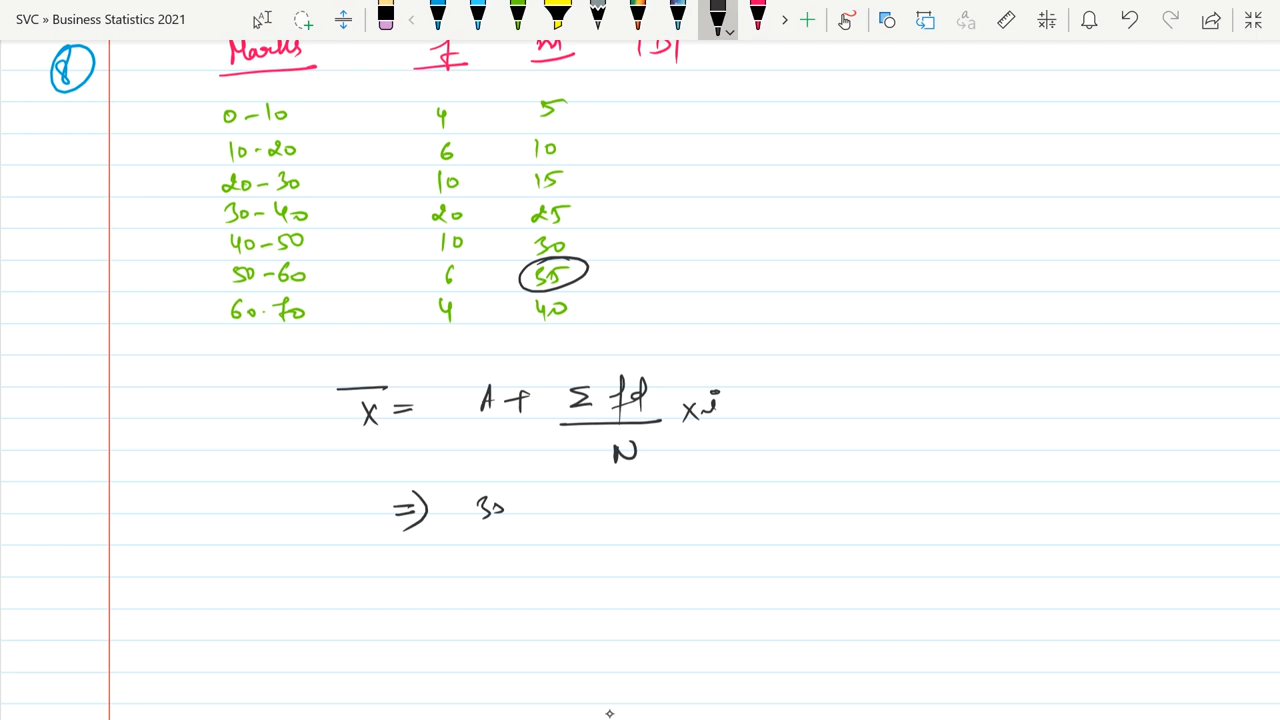 SVC » Business Statistics 2021
8 Marks f m |D|
0-10 4 5
10-20 6 10
20-30 10 15
30-40 20 25
40-50 10 30
50-60 6 35
60-70 4 40
X̄ = A + Σ fd / N x i
=> 30